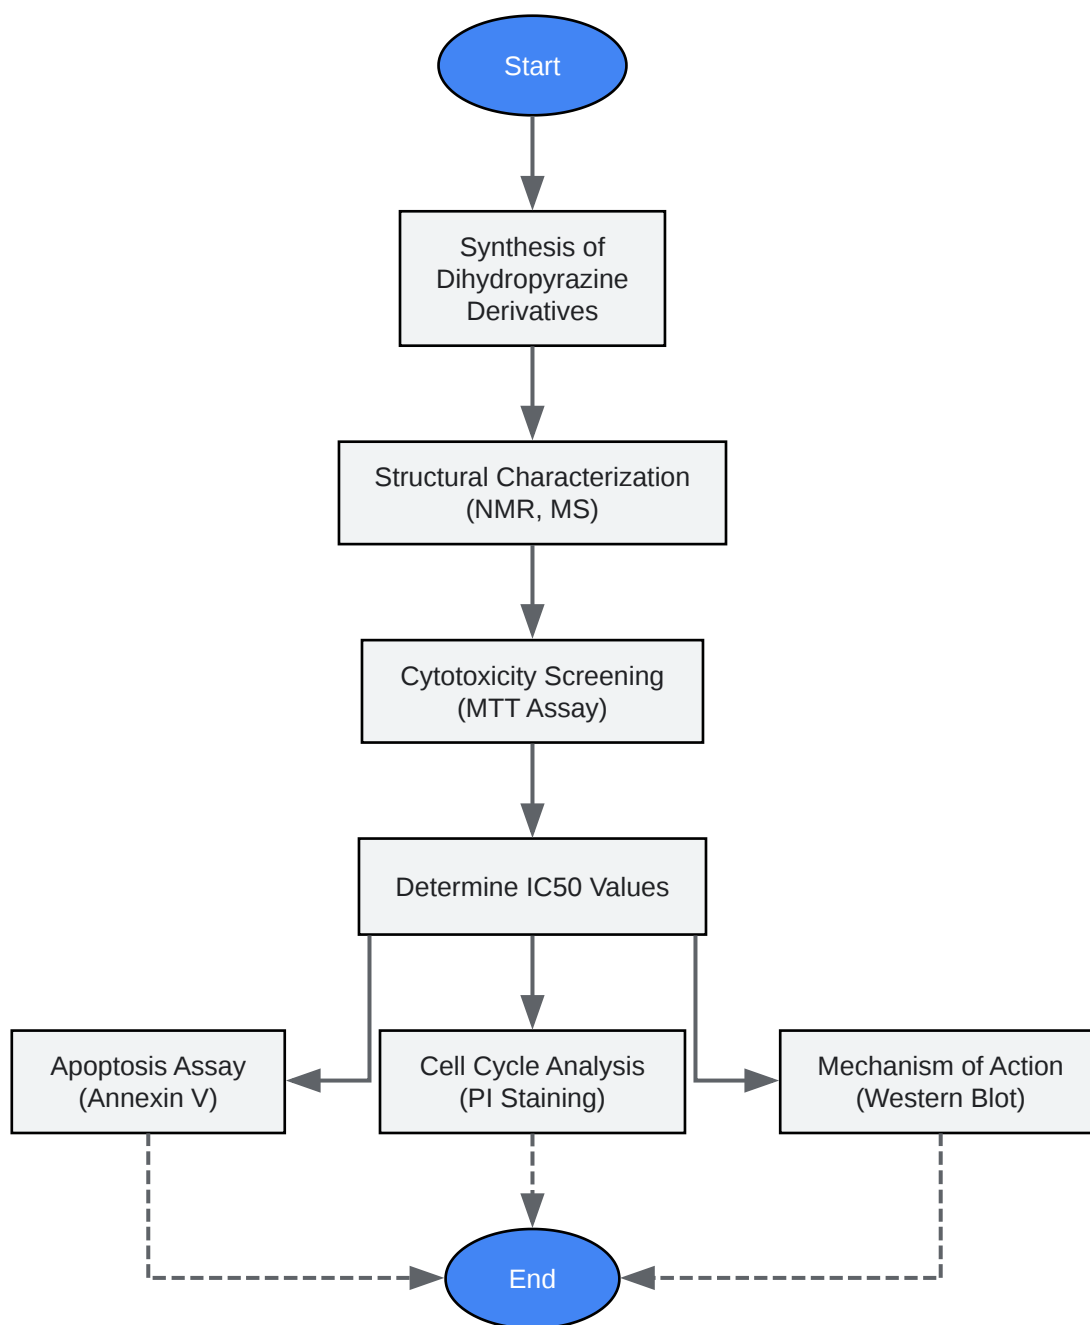 Start
Synthesis of
Dihydropyrazine
Derivatives
Structural Characterization
(NMR, MS)
Cytotoxicity Screening
(MTT Assay)
Determine IC50 Values
Apoptosis Assay
(Annexin V)
Cell Cycle Analysis
(PI Staining)
Mechanism of Action
(Western Blot)
End